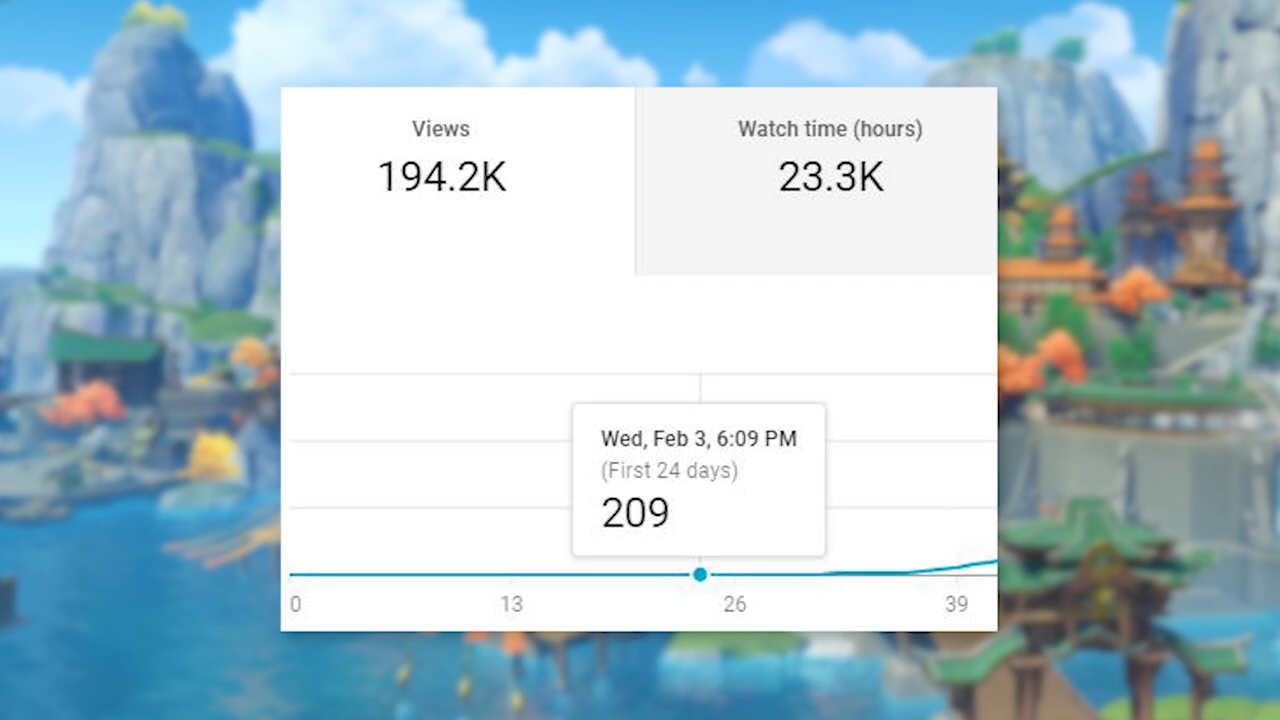 Views
194.2K
Watch time (hours)
23.3K
Wed, Feb 3, 6:09 PM
(First 24 days)
209
0
13
26
39